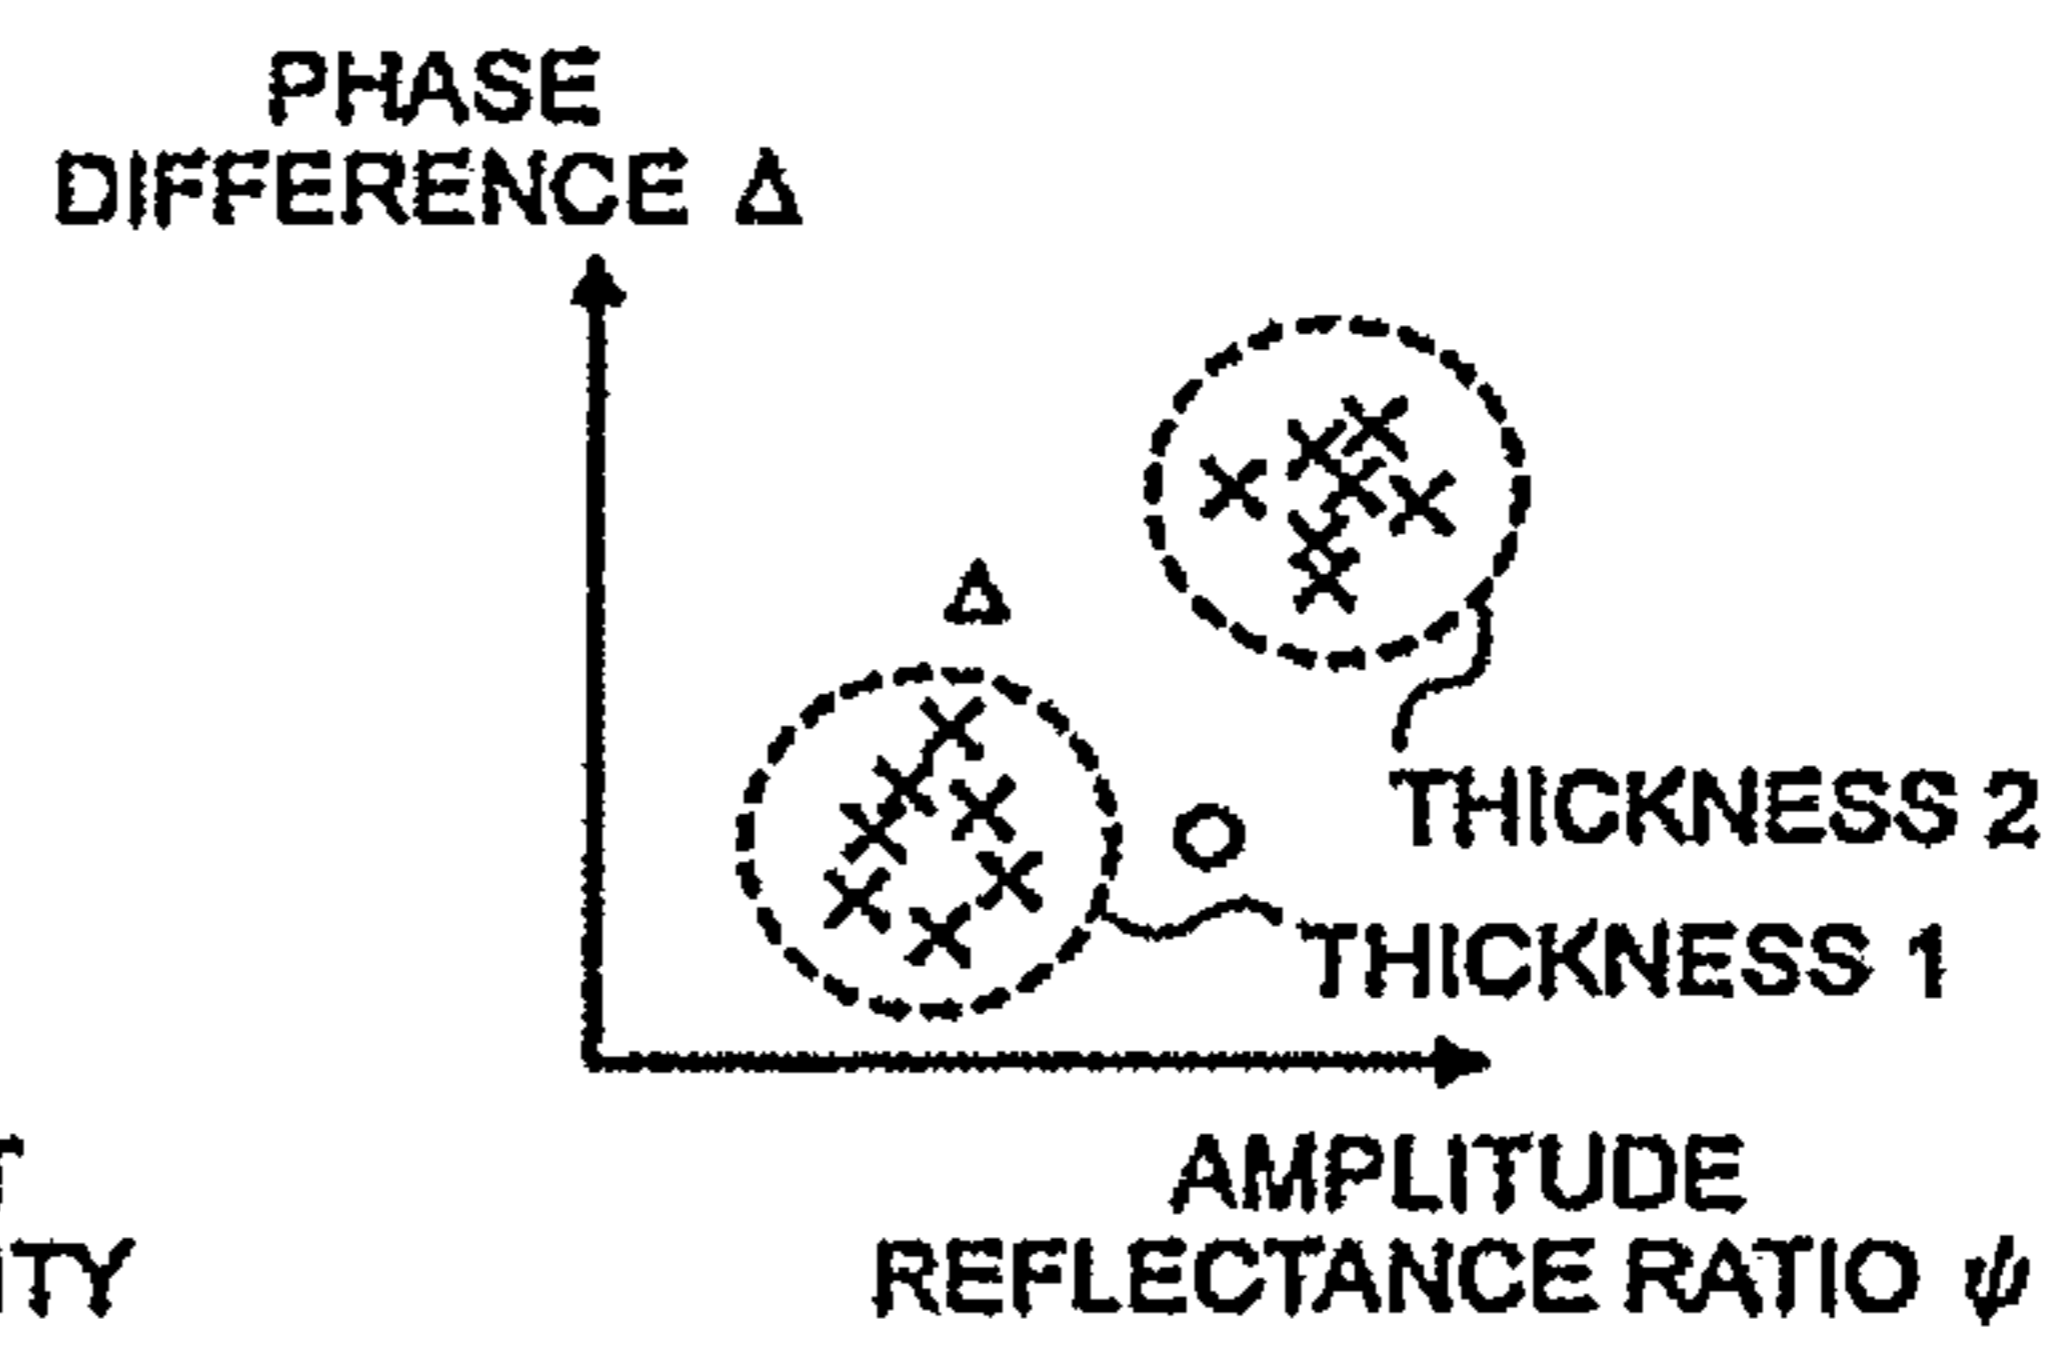 PHASE
DIFFERENCE Δ
THICKNESS 2
THICKNESS 1
AMPLITUDE
REFLECTANCE RATIO ψ